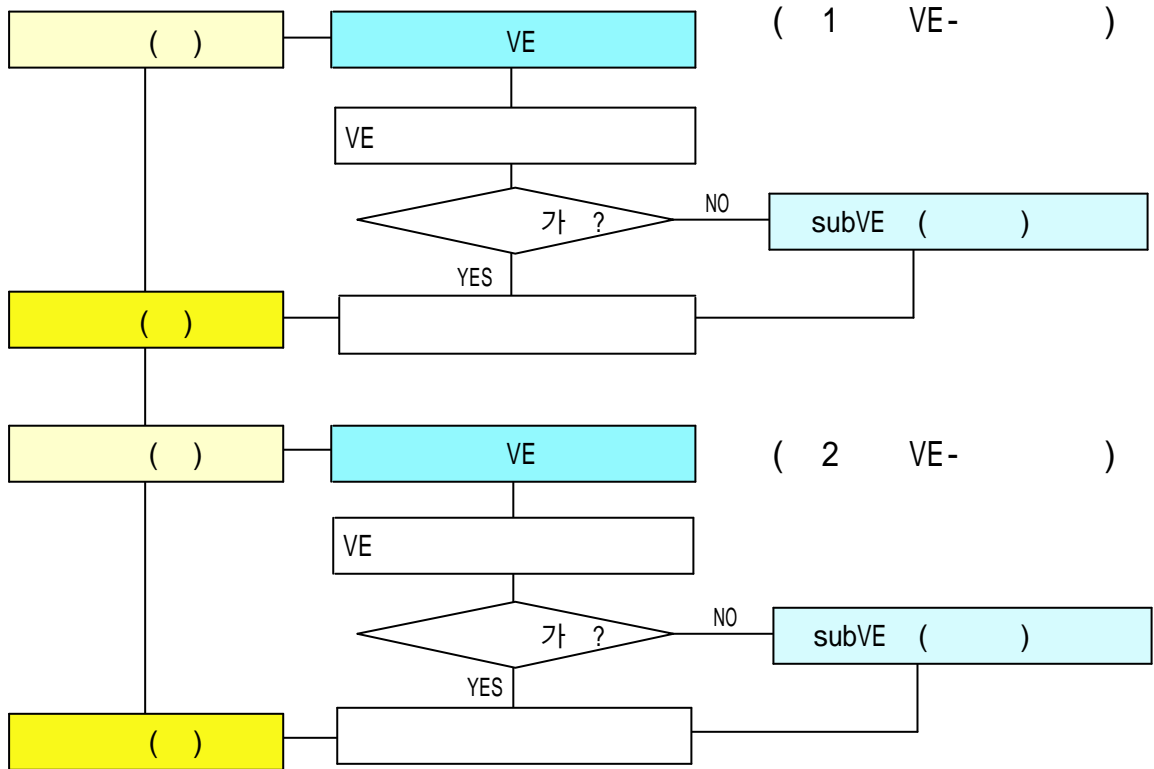 ( ) VE ( 1 VE- )
VE
가 ? NO subVE ( )
YES
( )
( ) VE ( 2 VE- )
VE
가 ? NO subVE ( )
YES
( )